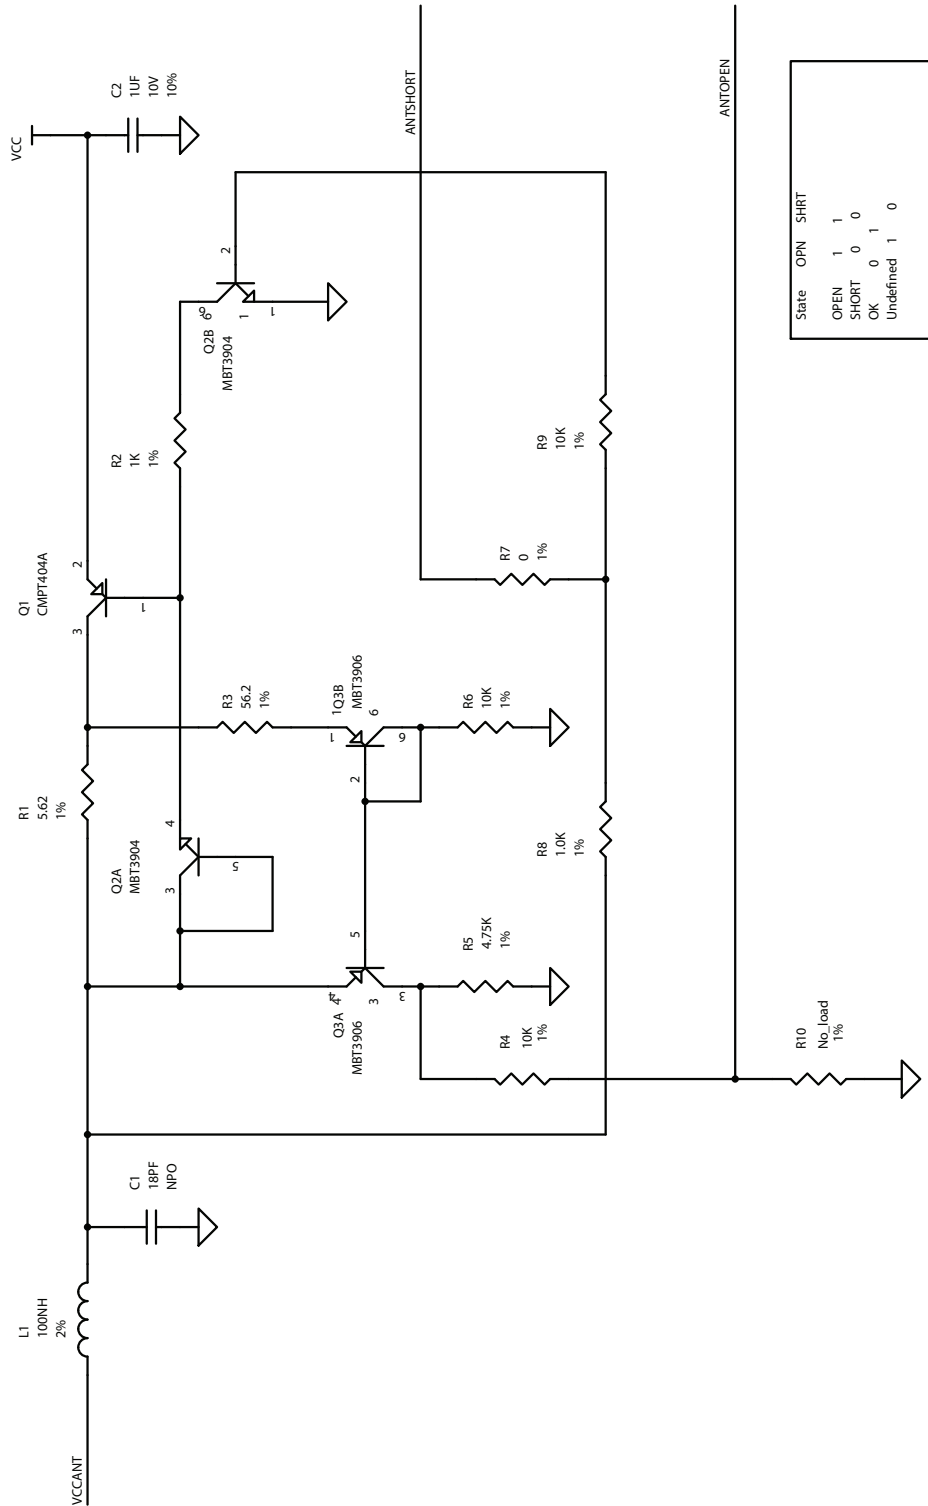 VCCANT
L1
100NH
2%
C1
18PF
NPO
R1
5.62
1%
Q1
CMPT404A
3
2
1
VCC
C2
1UF
10V
10%
Q2A
MBT3904
3
4
5
R3
56.2
1%
R2
1K
1%
Q2B
MBT3904
6
6
2
1
1
Q3A
MBT3906
4
4
3
3
5
1Q3B
MBT3906
1
2
6
6
R4
10K
1%
R5
4.75K
1%
R6
10K
1%
R7
0
1%
R8
1.0K
1%
R9
10K
1%
R10
No_load
1%
ANTSHORT
ANTOPEN
State OPN SHRT
OPEN 1 1
SHORT 0 0
OK 0 1
Undefined 1 0